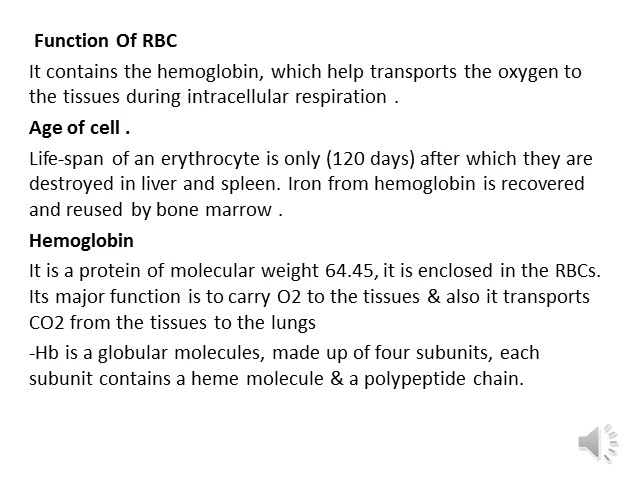 Function Of RBC
It contains the hemoglobin, which help transports the oxygen to
the tissues during intracellular respiration .
Age of cell .
Life-span of an erythrocyte is only (120 days) after which they are
destroyed in liver and spleen. Iron from hemoglobin is recovered
and reused by bone marrow .
Hemoglobin
It is a protein of molecular weight 64.45, it is enclosed in the RBCs.
Its major function is to carry O2 to the tissues & also it transports
CO2 from the tissues to the lungs
-Hb is a globular molecules, made up of four subunits, each
subunit contains a heme molecule & a polypeptide chain.